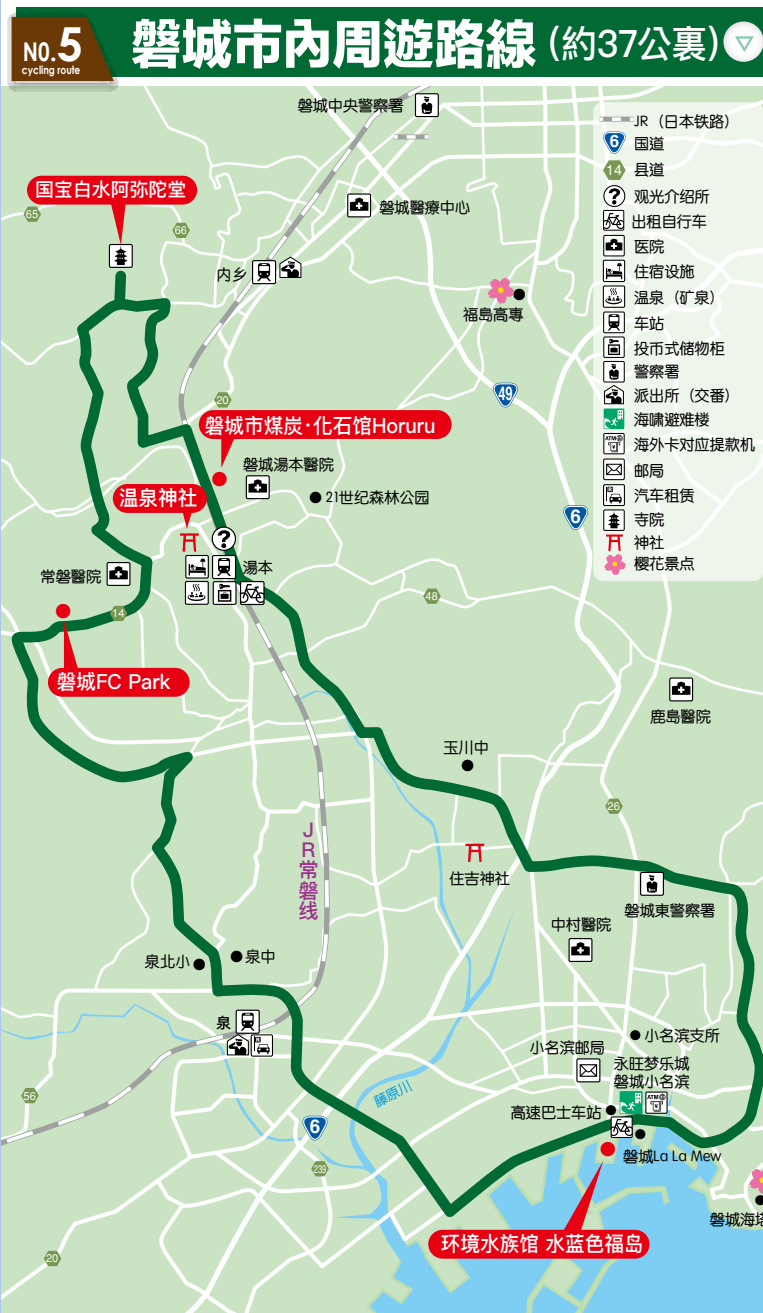 NO.5
cycling route
磐城市內周遊路線(約37公裏)
磐城中央警察署
JR（日本铁路）
6 国道
14 县道
? 观光介绍所
出租自行车
医院
住宿设施
温泉（矿泉）
车站
投币式储物柜
警察署
派出所（交番）
海啸避难楼
ATM@ 海外卡对应提款机
邮局
汽车租赁
寺院
神社
樱花景点
国宝白水阿弥陀堂
65
66
磐城醫療中心
内乡
福島高專
49
20
磐城市煤炭·化石馆Horuru
磐城湯本醫院
21世纪森林公园
温泉神社
6
?
湯本
常磐醫院
14
48
磐城FC Park
鹿島醫院
玉川中
26
JR常磐线
住吉神社
磐城東警察署
中村醫院
泉北小
泉中
泉
小名滨支所
小名滨邮局
永旺梦乐城
磐城小名滨
ATM@
56
藤原川
高速巴士车站
6
磐城La La Mew
239
磐城海塔
环境水族馆 水蓝色福岛
20